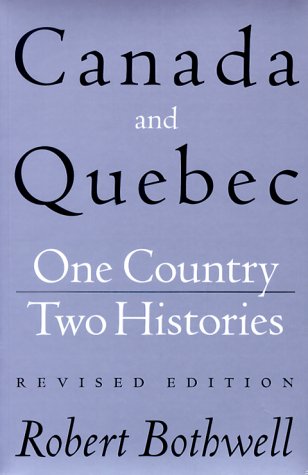 Canada
and
Quebec
One Country
Two Histories
REVISED EDITION
Robert Bothwell